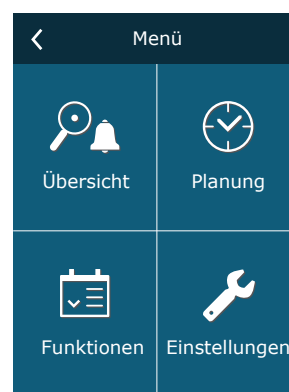 Menü
Übersicht
Planung
Funktionen
Einstellungen